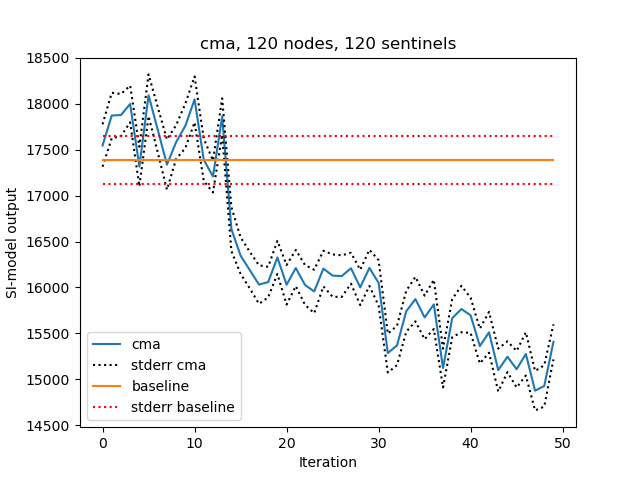 cma, 120 nodes, 120 sentinels
18500
18000
17500
17000
16500
16000
15500
15000
14500
SI-model output
cma
stderr cma
baseline
stderr baseline
0
10
20
30
40
50
Iteration